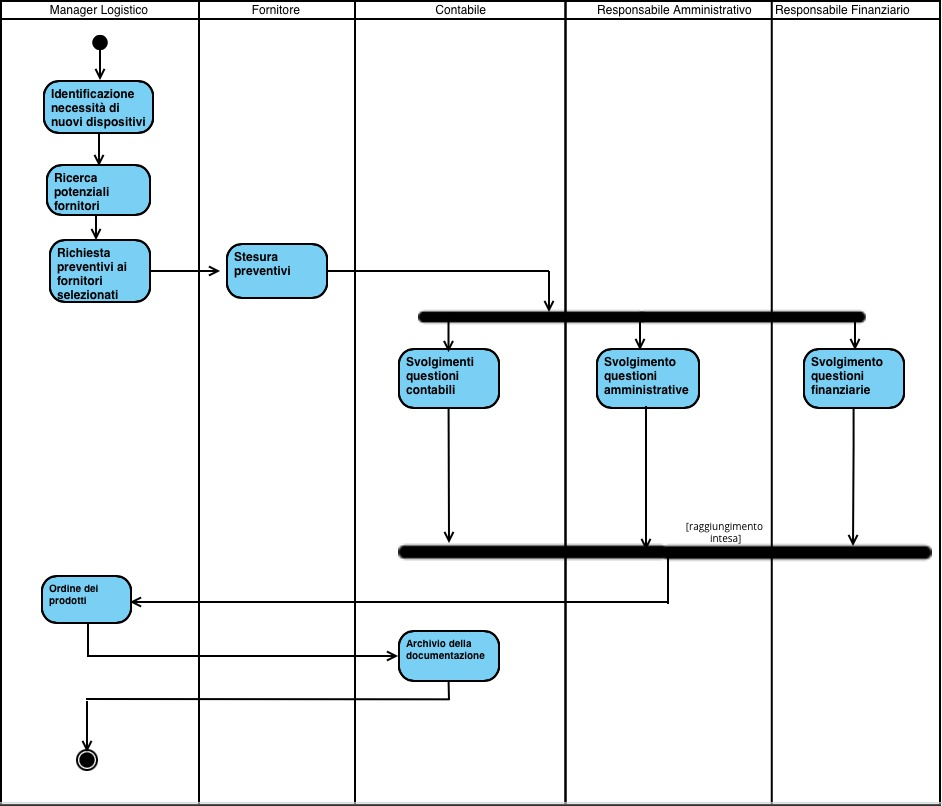 Manager Logistico
Fornitore
Contabile
Responsabile Amministrativo
Responsabile Finanziario
Identificazione
necessità di
nuovi dispositivi
Ricerca
potenziali
fornitori
Richiesta
preventivi ai
fornitori
selezionati
Stesura
preventivi
Svolgimenti
questioni
contabili
Svolgimento
questioni
amministrative
Svolgimento
questioni
finanziarie
[raggiungimento
intesa]
Ordine dei
prodotti
Archivio della
documentazione